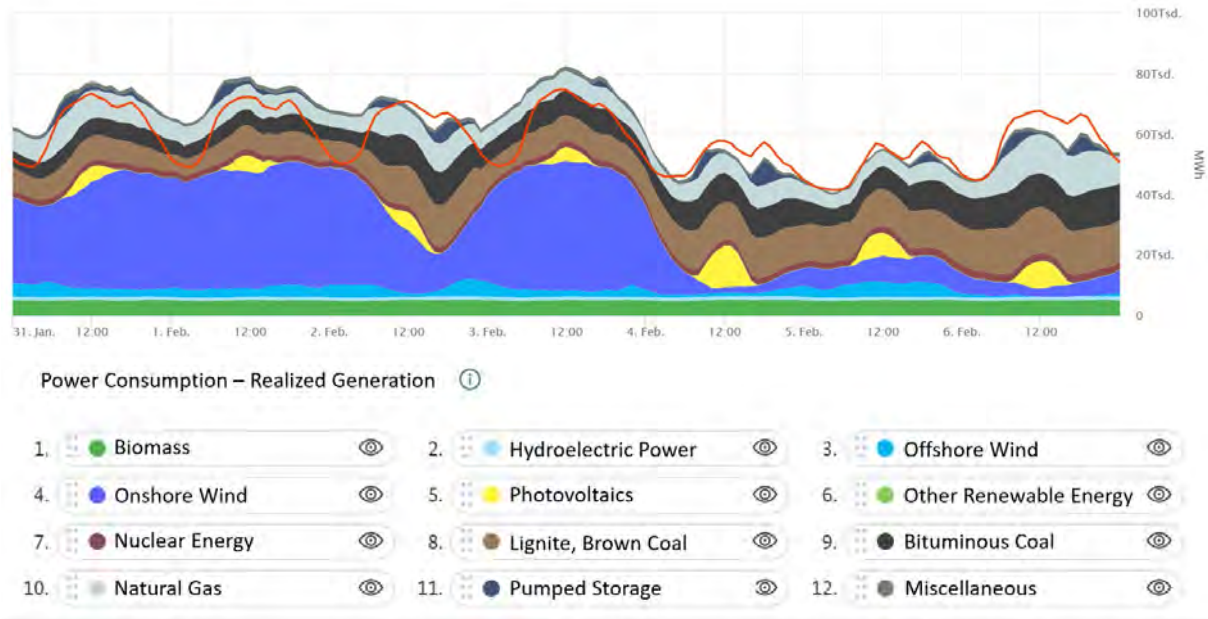 100Tsd.
80Tsd.
60Tsd.
40Tsd.
20Tsd.
0
MWh
31. Jan. 12:00 1. Feb. 12:00 2. Feb. 12:00 3. Feb. 12:00 4. Feb. 12:00 5. Feb. 12:00 6. Feb. 12:00
Power Consumption – Realized Generation i
1. Biomass 2. Hydroelectric Power 3. Offshore Wind
4. Onshore Wind 5. Photovoltaics 6. Other Renewable Energy
7. Nuclear Energy 8. Lignite, Brown Coal 9. Bituminous Coal
10. Natural Gas 11. Pumped Storage 12. Miscellaneous